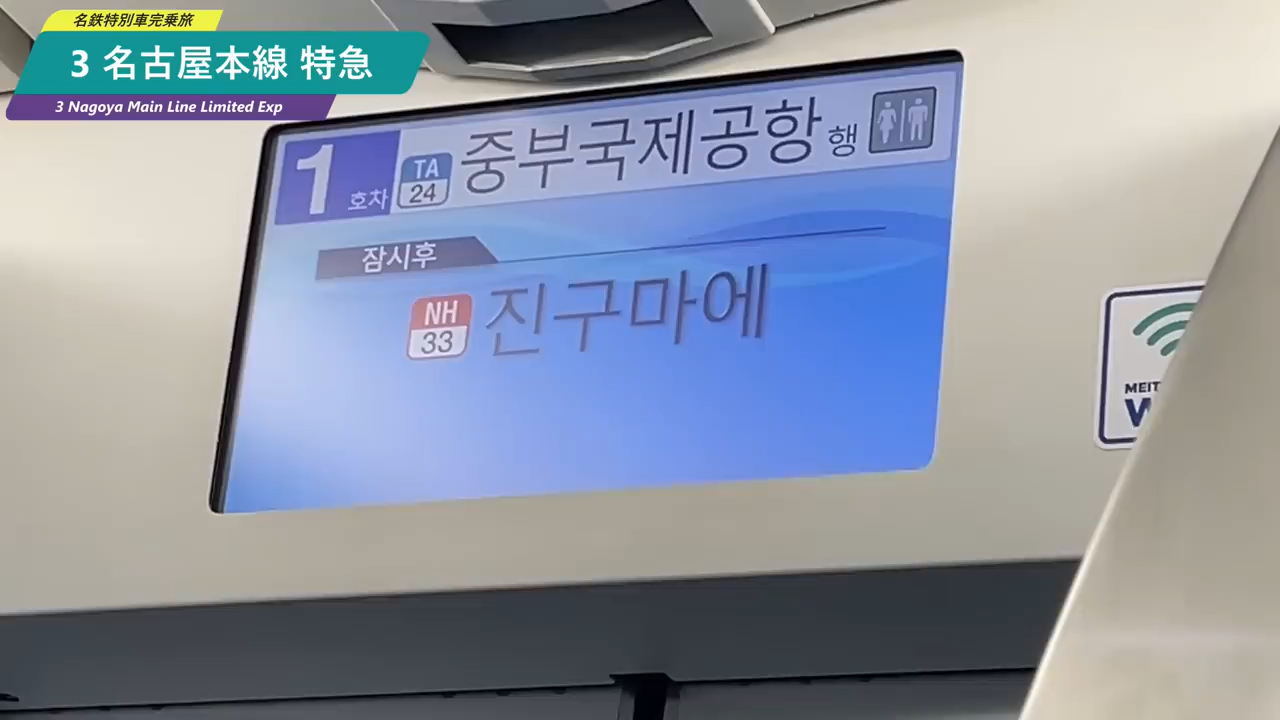 名鉄特別車完乗旅
3 名古屋本線 特急
3 Nagoya Main Line Limited Exp
1 호차 TA 24 중부국제공항 행
잠시후
NH 33 진구마에